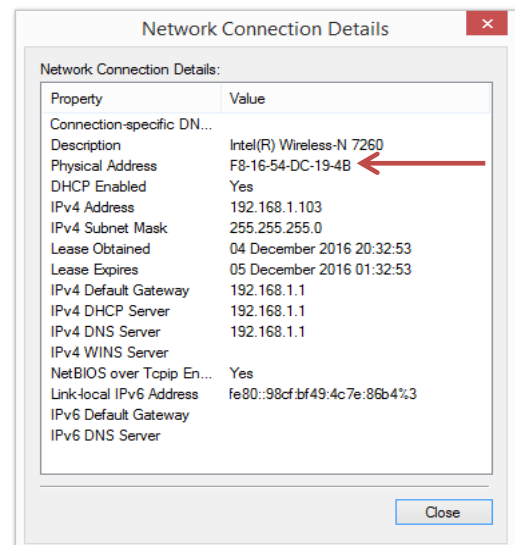 Network Connection Details
Network Connection Details:
Property Value
Connection-specific DN...
Description Intel(R) Wireless-N 7260
Physical Address F8-16-54-DC-19-4B
DHCP Enabled Yes
IPv4 Address 192.168.1.103
IPv4 Subnet Mask 255.255.255.0
Lease Obtained 04 December 2016 20:32:53
Lease Expires 05 December 2016 01:32:53
IPv4 Default Gateway 192.168.1.1
IPv4 DHCP Server 192.168.1.1
IPv4 DNS Server 192.168.1.1
IPv4 WINS Server
NetBIOS over Tcpip En... Yes
Link-local IPv6 Address fe80::98cf:bf49:4c7e:86b4%3
IPv6 Default Gateway
IPv6 DNS Server
Close